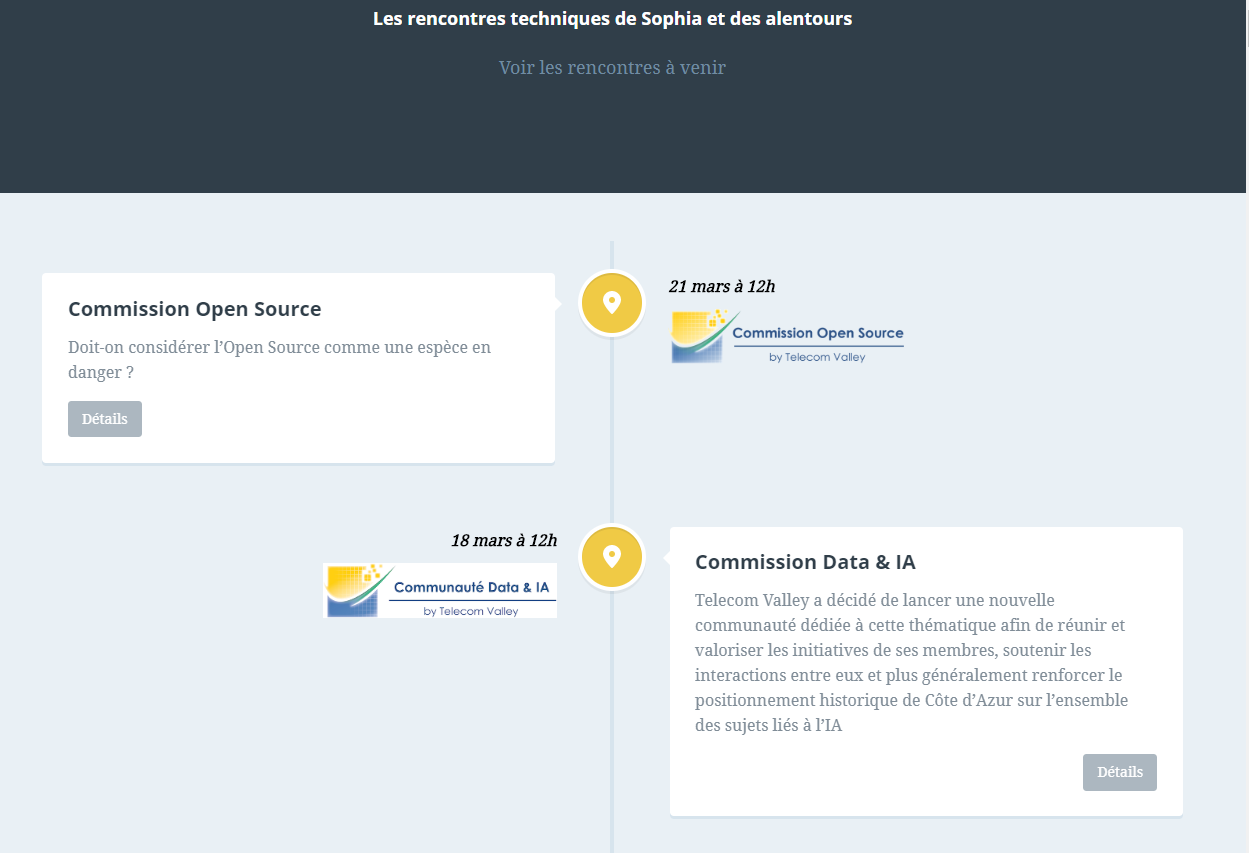 Les rencontres techniques de Sophia et des alentours
Voir les rencontres à venir
Commission Open Source
Doit-on considérer l’Open Source comme une espèce en
danger ?
Détails
21 mars à 12h
Commission Open Source
by Telecom Valley
18 mars à 12h
Communauté Data & IA
by Telecom Valley
Commission Data & IA
Telecom Valley a décidé de lancer une nouvelle
communauté dédiée à cette thématique afin de réunir et
valoriser les initiatives de ses membres, soutenir les
interactions entre eux et plus généralement renforcer le
positionnement historique de Côte d’Azur sur l’ensemble
des sujets liés à l’IA
Détails